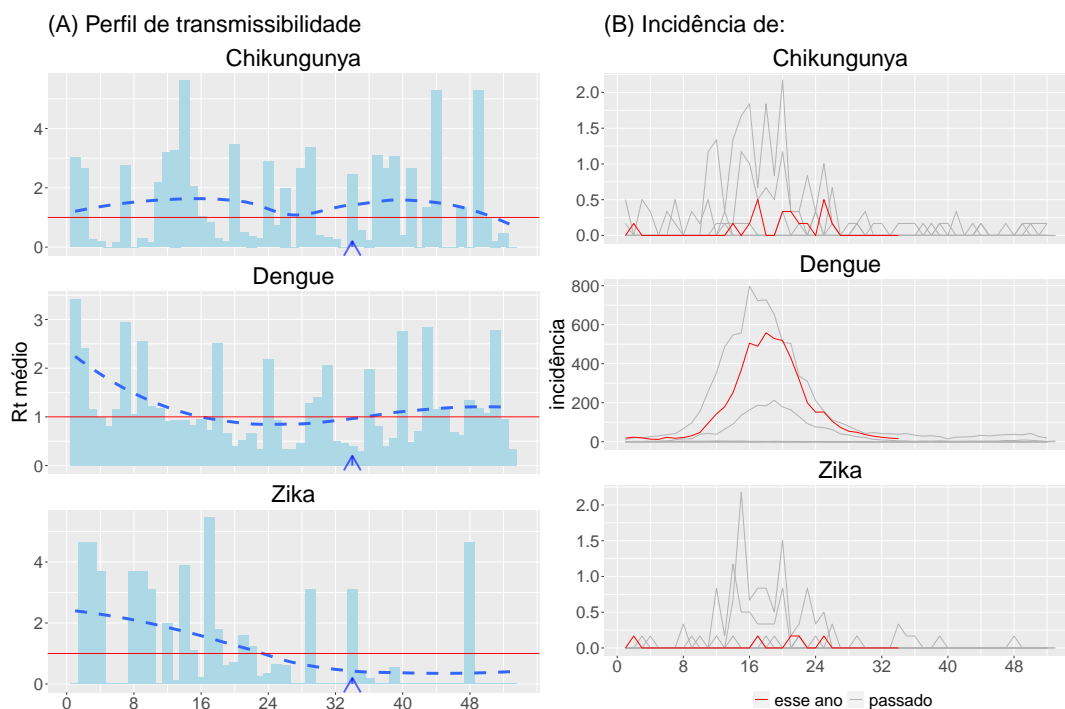 (A) Perfil de transmissibilidade
Chikungunya
4
2
0
Dengue
3
2
1
0
Rt médio
Zika
4
2
0
0 8 16 24 32 40 48
(B) Incidência de:
Chikungunya
2.0
1.5
1.0
0.5
0.0
Dengue
800
600
400
200
0
incidência
Zika
2.0
1.5
1.0
0.5
0.0
0 8 16 24 32 40 48
esse ano passado